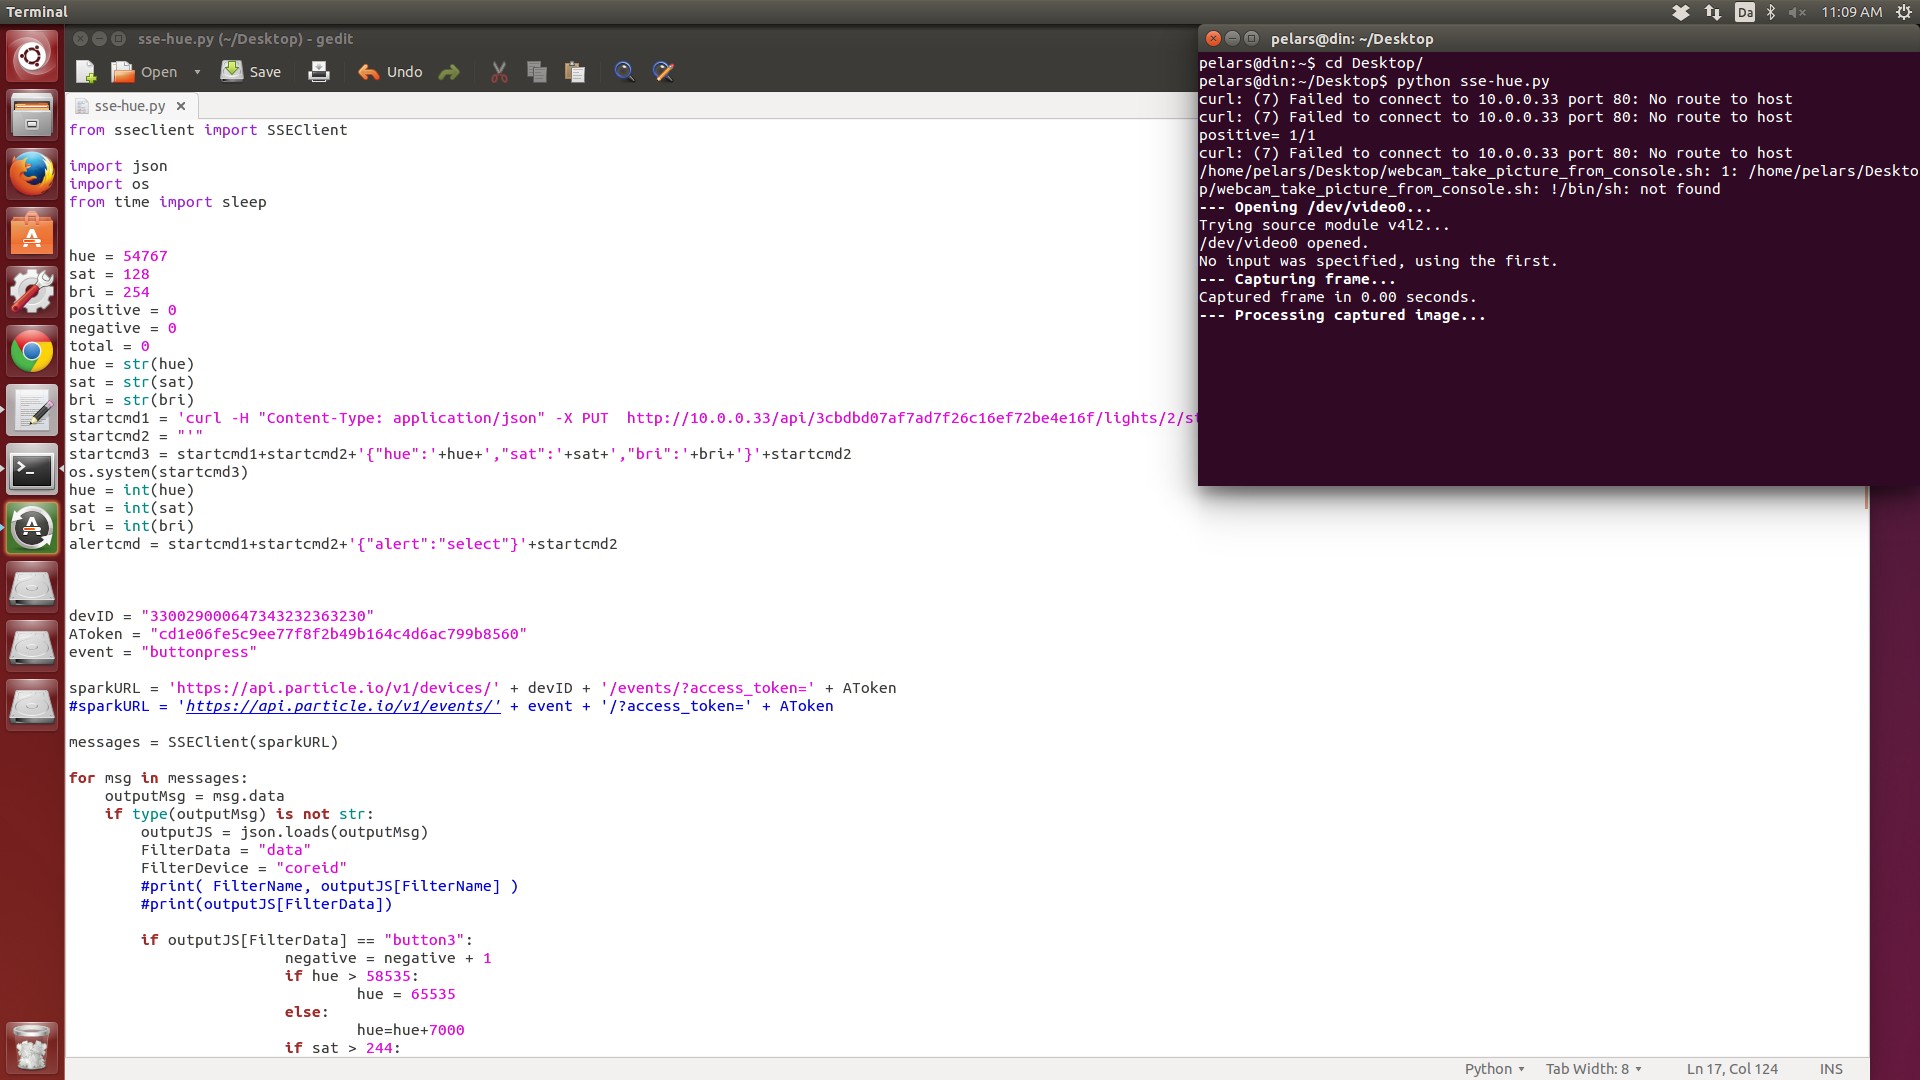 Terminal
Da
11:09 AM
sse-hue.py (~/Desktop) - gedit
Open
Save
Undo
sse-hue.py
from sseclient import SSEClient
import json
import os
from time import sleep
hue = 54767
sat = 128
bri = 254
positive = 0
negative = 0
total = 0
hue = str(hue)
sat = str(sat)
bri = str(bri)
startcmd1 = 'curl -H "Content-Type: application/json" -X PUT  http://10.0.0.33/api/3cbdbd07af7ad7f26c16ef72be4e16f/lights/2/st
startcmd2 = "'"
startcmd3 = startcmd1+startcmd2+'{"hue":'+hue+',"sat":'+sat+',"bri":'+bri+'}'+startcmd2
os.system(startcmd3)
hue = int(hue)
sat = int(sat)
bri = int(bri)
alertcmd = startcmd1+startcmd2+'{"alert":"select"}'+startcmd2
devID = "330029000647343232363230"
AToken = "cd1e06fe5c9ee77f8f2b49b164c4d6ac799b8560"
event = "buttonpress"
sparkURL = 'https://api.particle.io/v1/devices/' + devID + '/events/?access_token=' + AToken
#sparkURL = 'https://api.particle.io/v1/events/' + event + '/?access_token=' + AToken
messages = SSEClient(sparkURL)
for msg in messages:
    outputMsg = msg.data
    if type(outputMsg) is not str:
        outputJS = json.loads(outputMsg)
        FilterData = "data"
        FilterDevice = "coreid"
        #print( FilterName, outputJS[FilterName] )
        #print(outputJS[FilterData])
        if outputJS[FilterData] == "button3":
                        negative = negative + 1
                        if hue > 58535:
                                hue = 65535
                        else:
                                hue=hue+7000
                        if sat > 244:
Python
Tab Width: 8
Ln 17, Col 124
INS
pelars@din: ~/Desktop
pelars@din:~$ cd Desktop/
pelars@din:~/Desktop$ python sse-hue.py
curl: (7) Failed to connect to 10.0.0.33 port 80: No route to host
curl: (7) Failed to connect to 10.0.0.33 port 80: No route to host
positive= 1/1
curl: (7) Failed to connect to 10.0.0.33 port 80: No route to host
/home/pelars/Desktop/webcam_take_picture_from_console.sh: 1: /home/pelars/Deskto
p/webcam_take_picture_from_console.sh: !/bin/sh: not found
--- Opening /dev/video0...
Trying source module v4l2...
/dev/video0 opened.
No input was specified, using the first.
--- Capturing frame...
Captured frame in 0.00 seconds.
--- Processing captured image...